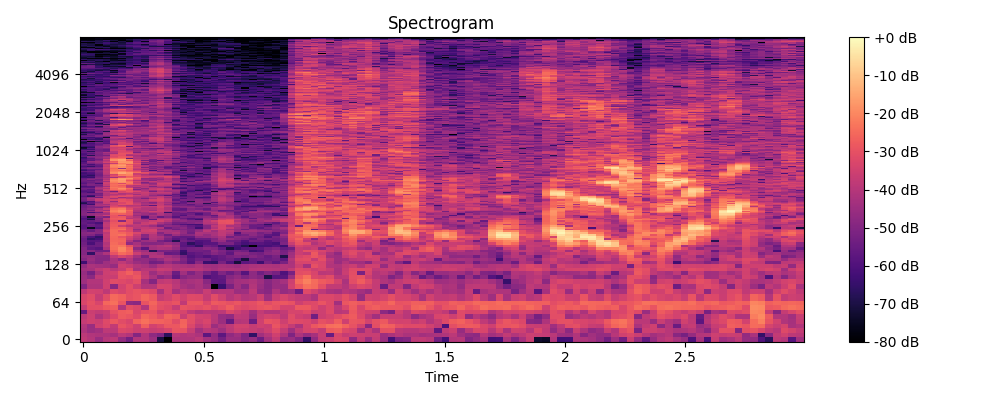 Spectrogram
+0 dB
4096
-10 dB
2048
-20 dB
1024
-30 dB
Hz
512
-40 dB
256
-50 dB
128
-60 dB
64
-70 dB
0
-80 dB
0 0.5 1 1.5 2 2.5
Time